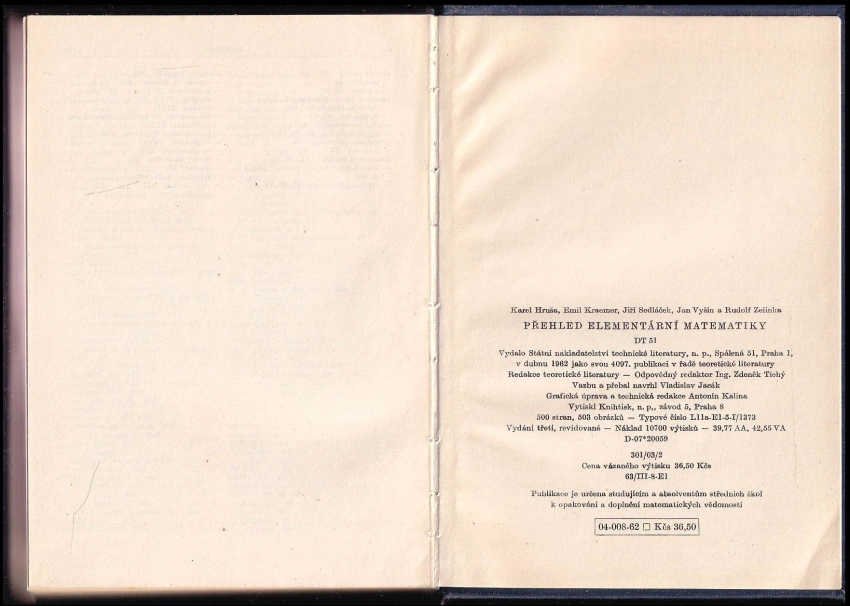 Karel Hruša, Emil Kraemer, Jiří Sedláček, Jan Vyšín a Rudolf Zelinka
PŘEHLED ELEMENTÁRNÍ MATEMATIKY
DT 51
Vydalo Státní nakladatelství technické literatury, n. p., Spálená 51, Praha 1,
v dubnu 1962 jako svou 4097. publikaci v řadě teoretické literatury
Redakce teoretické literatury — Odpovědný redaktor Ing. Zdeněk Tichý
Vazbu a přebal navrhl Vladislav Jacák
Grafická úprava a technická redakce Antonín Kalina
Vytiskl Knihtisk, n. p,, závod 5, Praha 8
500 stran, 503 obrázků — Typové číslo L11a-E1-5-I/1373
Vydání třetí, revidované — Náklad 10700 výtisků — 39,77 AA, 42,55 VA
D-07*20059
301/03/2
Cena vázaného výtisku 36,50 Kčs
63/III-8-E1
Publikace je určena studujícím a absolventům středních škol
k opakování a doplnění matematických vědomostí
04-008-62 □ Kčs 36,50